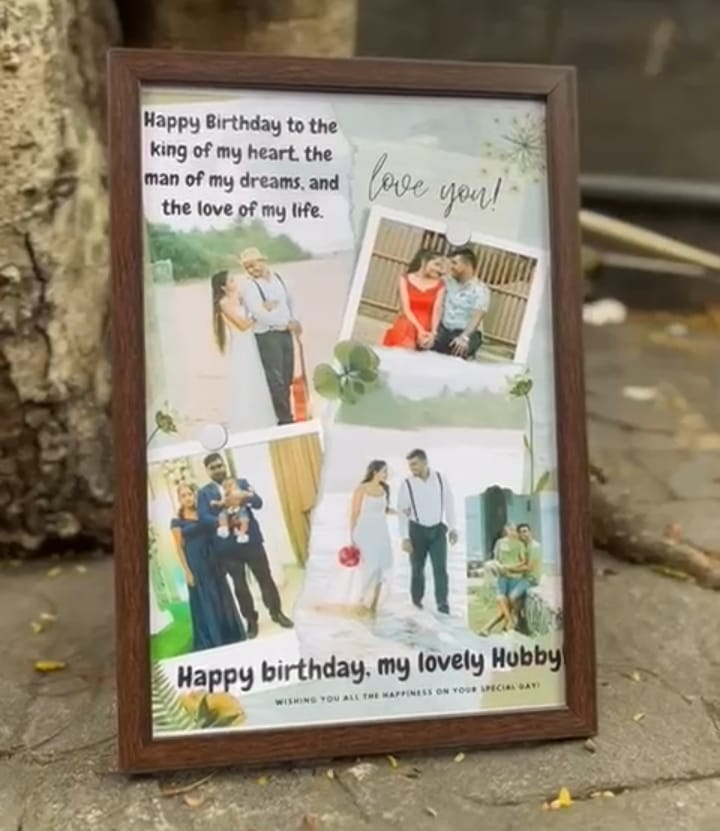 Happy Birthday to the
king of my heart, the
man of my dreams, and
the love of my life.
love you!
Happy birthday, my lovely Hubby
WISHING YOU ALL THE HAPPINESS ON YOUR SPECIAL DAY!